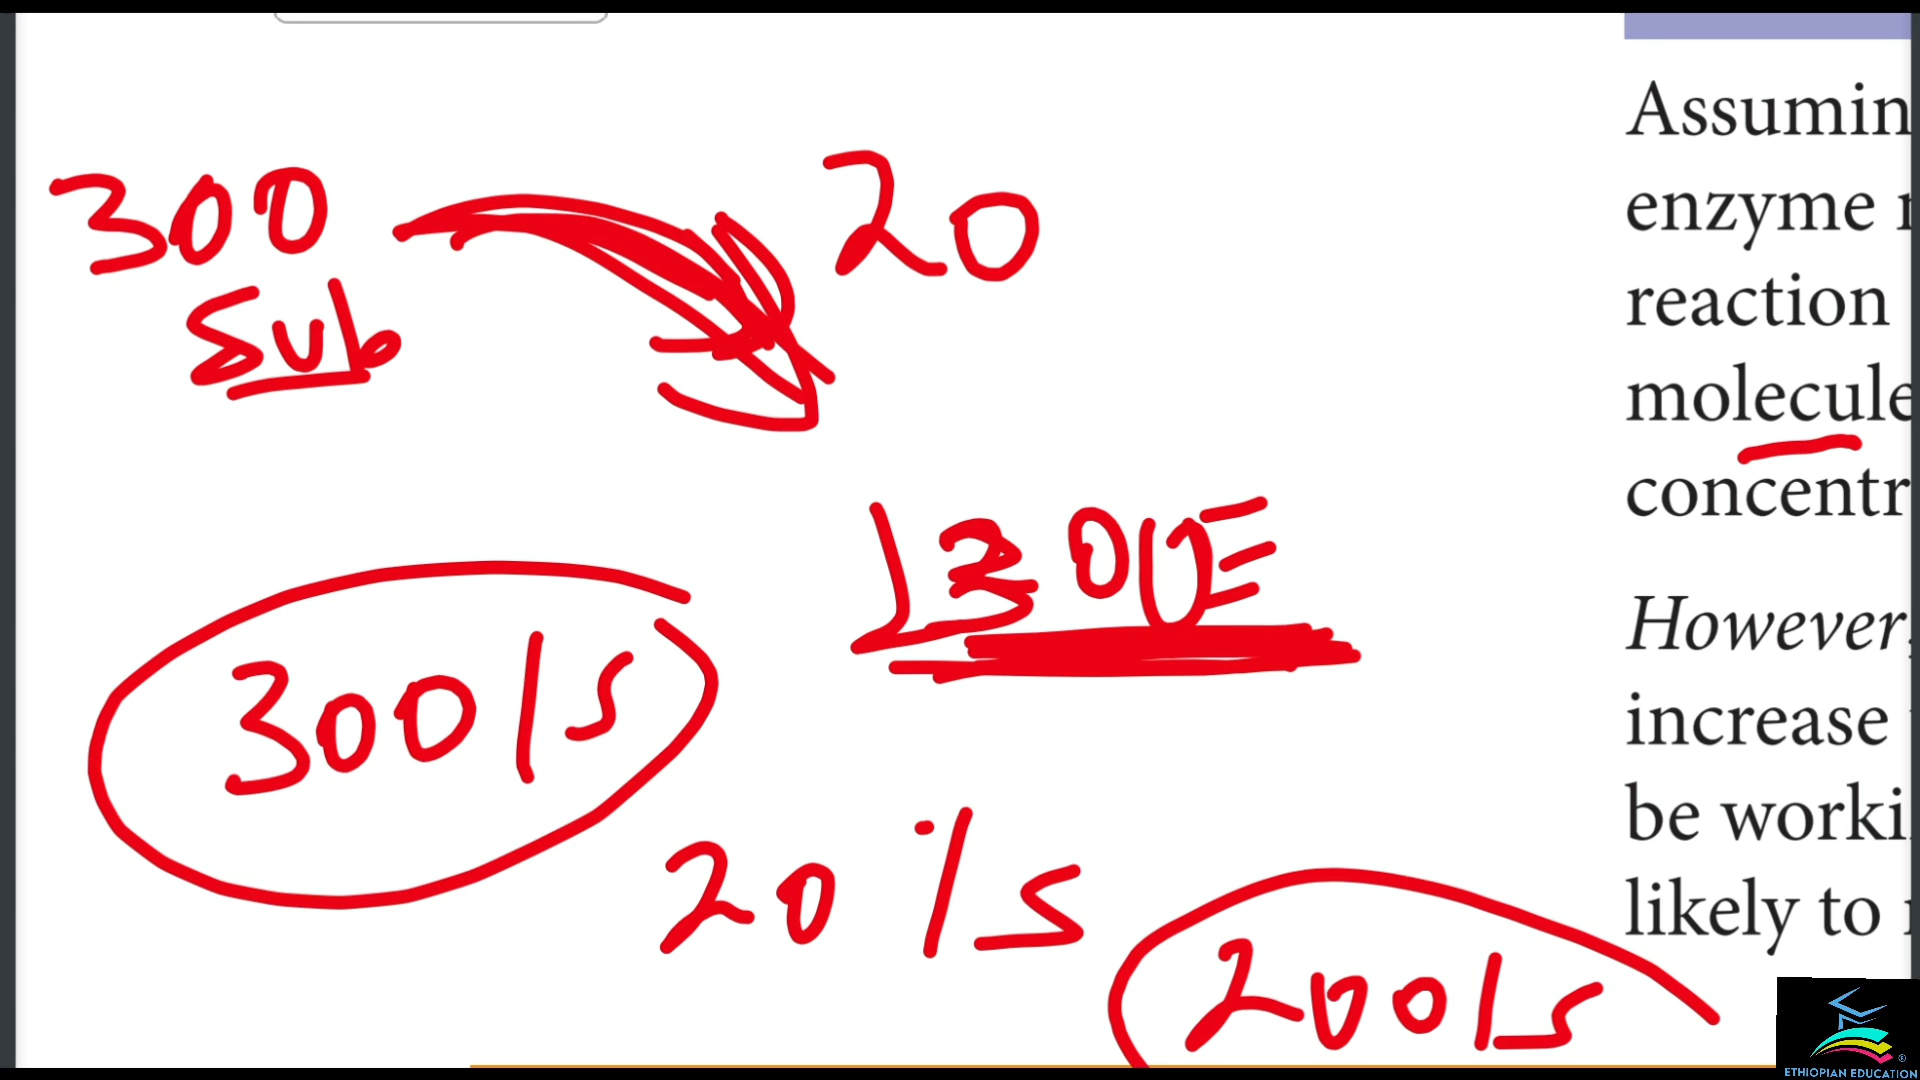 300
20
Sub
300/s
20/s
200/s
Assumin
enzyme
reaction
molecule
concentr
However,
increase
be worki
likely to
ETHIOPIAN EDUCATION